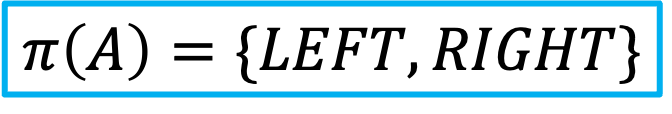 π(A) = {LEFT, RIGHT}